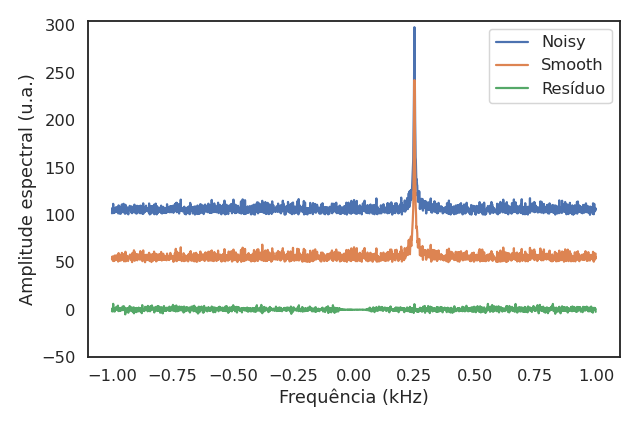 300
250
200
150
100
50
0
−50
Amplitude espectral (u.a.)
Noisy
Smooth
Resíduo
−1.00 −0.75 −0.50 −0.25 0.00 0.25 0.50 0.75 1.00
Frequência (kHz)